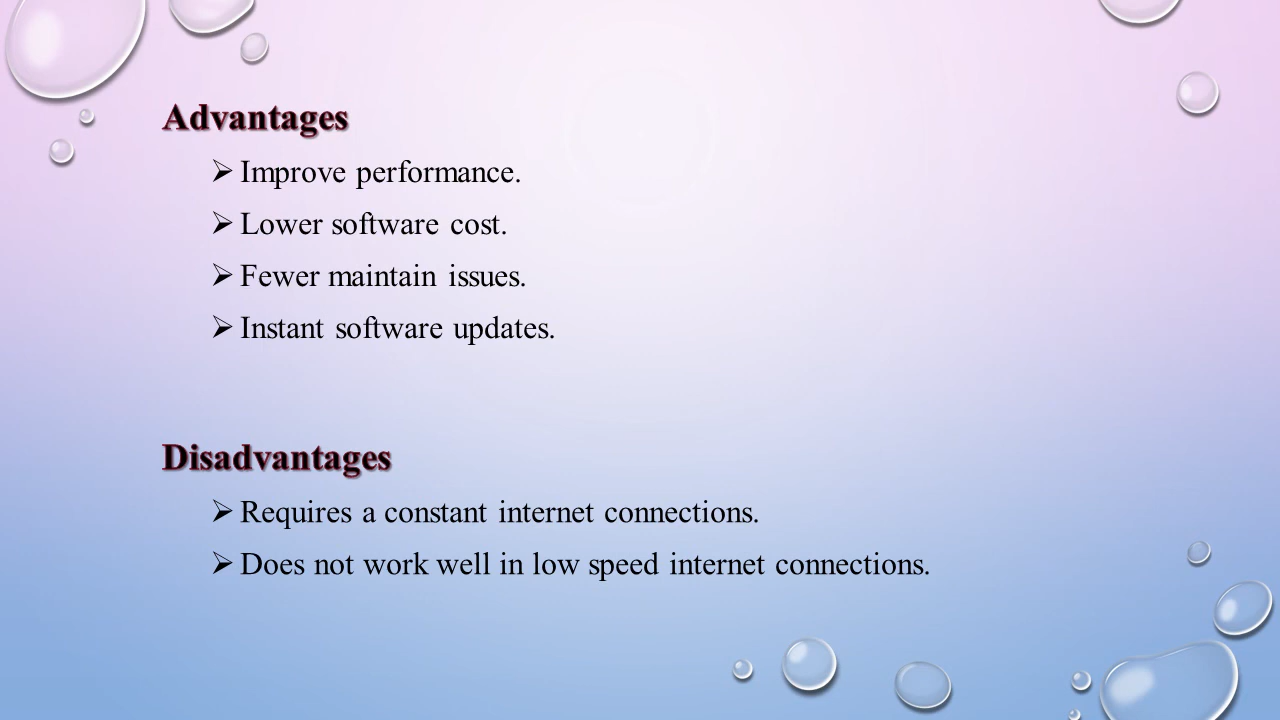 Advantages
➢ Improve performance.
➢ Lower software cost.
➢ Fewer maintain issues.
➢ Instant software updates.
Disadvantages
➢ Requires a constant internet connections.
➢ Does not work well in low speed internet connections.